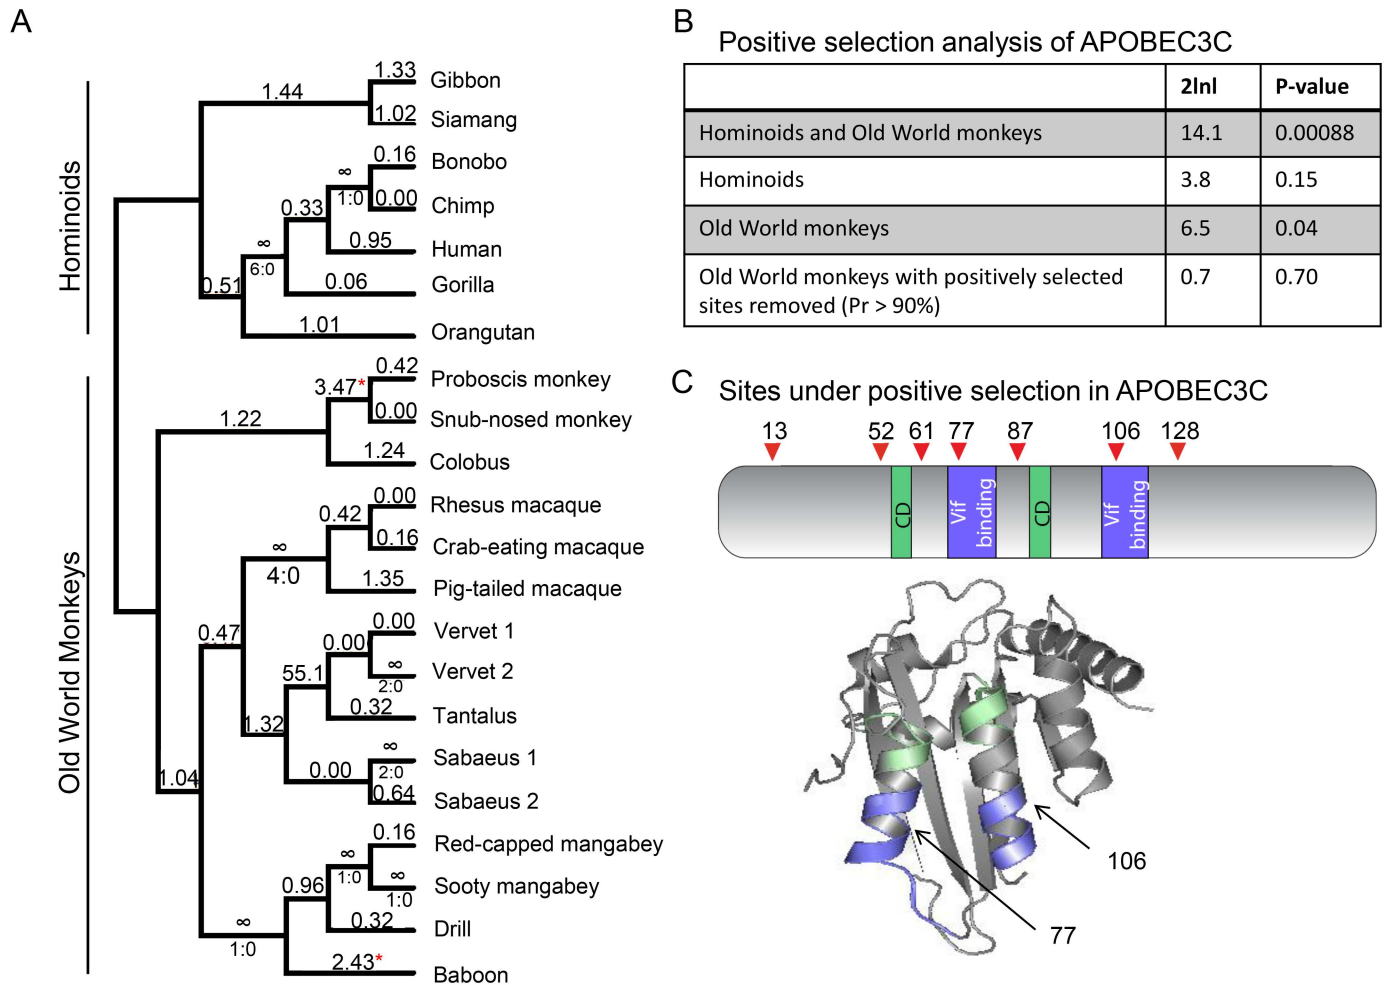 A
Hominoids
Old World Monkeys
1.44
1.33
Gibbon
1.02
Siamang
0.16
Bonobo
∞
1:0
0.00
Chimp
0.33
0.95
Human
∞
6:0
0.06
Gorilla
0.51
1.01
Orangutan
0.42
Proboscis monkey
3.47*
0.00
Snub-nosed monkey
1.22
1.24
Colobus
0.00
Rhesus macaque
0.42
0.16
Crab-eating macaque
∞
4:0
1.35
Pig-tailed macaque
0.47
0.00
Vervet 1
0.00
∞
2:0
Vervet 2
55.1
0.32
Tantalus
1.32
∞
2:0
Sabaeus 1
0.00
0.64
Sabaeus 2
1.04
0.16
Red-capped mangabey
∞
1:0
∞
1:0
Sooty mangabey
0.96
0.32
Drill
∞
1:0
2.43*
Baboon
B
Positive selection analysis of APOBEC3C
2lnl P-value
Hominoids and Old World monkeys 14.1 0.00088
Hominoids 3.8 0.15
Old World monkeys 6.5 0.04
Old World monkeys with positively selected 0.7 0.70
sites removed (Pr > 90%)
C
Sites under positive selection in APOBEC3C
13 52 61 77 87 106 128
CD
Vif
binding
CD
Vif
binding
106
77